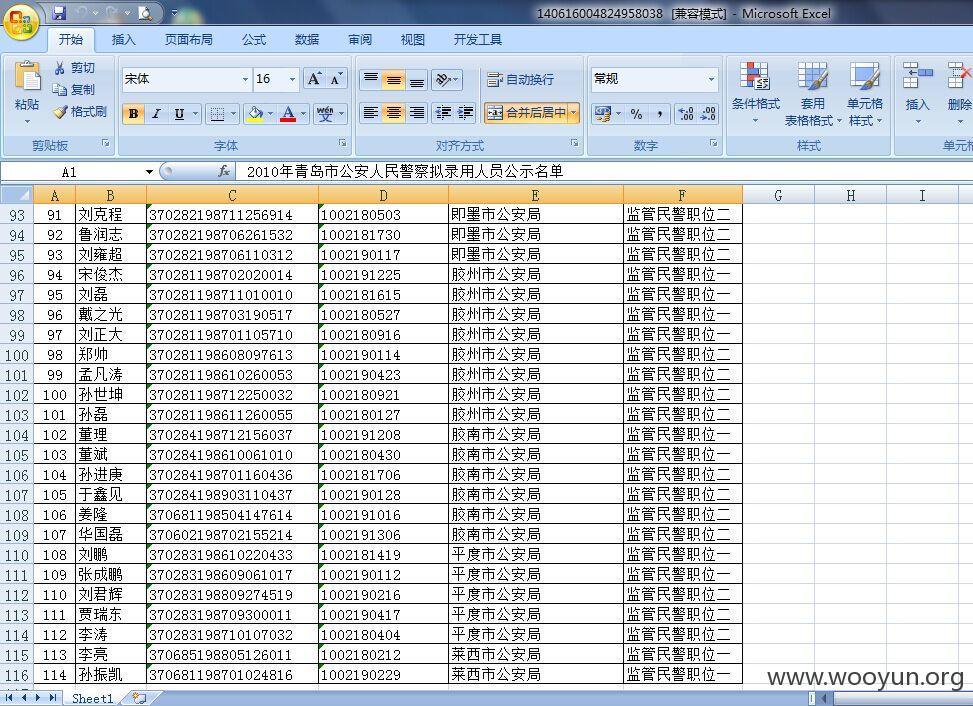 140616004824958038 [兼容模式] - Microsoft Excel
开始 插入 页面布局 公式 数据 审阅 视图 开发工具
粘贴 剪切 复制 格式刷
宋体 16 A A
B I U A wén 变
自动换行
合并后居中
常规
% ,
条件格式 套用表格格式 单元格样式 插入 删除
剪贴板 字体 对齐方式 数字 样式 单元格
A1 fx 2010年青岛市公安人民警察拟录用人员公示名单
A B C D E F G H I
93 91 刘克程 370282198711256914 1002180503 即墨市公安局 监管民警职位二
94 92 鲁润志 370282198706261532 1002181730 即墨市公安局 监管民警职位二
95 93 刘雍超 370282198706110312 1002190117 即墨市公安局 监管民警职位二
96 94 宋俊杰 370281198702020014 1002191225 胶州市公安局 监管民警职位一
97 95 刘磊 370281198711010010 1002181615 胶州市公安局 监管民警职位一
98 96 戴之光 370281198703190517 1002180527 胶州市公安局 监管民警职位一
99 97 刘正大 370281198701105710 1002180916 胶州市公安局 监管民警职位一
100 98 郑帅 370281198608097613 1002190114 胶州市公安局 监管民警职位二
101 99 孟凡涛 370281198610260053 1002190423 胶州市公安局 监管民警职位二
102 100 孙世坤 370281198712250032 1002180921 胶州市公安局 监管民警职位二
103 101 孙磊 370281198611260055 1002180127 胶州市公安局 监管民警职位二
104 102 董理 370284198712156037 1002191208 胶南市公安局 监管民警职位一
105 103 董斌 370284198610061010 1002180430 胶南市公安局 监管民警职位一
106 104 孙进庚 370284198701160436 1002181706 胶南市公安局 监管民警职位二
107 105 于鑫见 370284198903110437 1002190128 胶南市公安局 监管民警职位二
108 106 姜隆 370681198504147614 1002191016 胶南市公安局 监管民警职位二
109 107 华国磊 370602198702155214 1002191306 胶南市公安局 监管民警职位二
110 108 刘鹏 370283198610220433 1002181419 平度市公安局 监管民警职位一
111 109 张成鹏 370283198609061017 1002190112 平度市公安局 监管民警职位一
112 110 刘君辉 370283198809274519 1002190216 平度市公安局 监管民警职位二
113 111 贾瑞东 370283198709300011 1002190417 平度市公安局 监管民警职位二
114 112 李涛 370283198710107032 1002180404 平度市公安局 监管民警职位二
115 113 李亮 370685198805126011 1002180212 莱西市公安局 监管民警职位一
116 114 孙振凯 370681198701024816 1002190229 莱西市公安局 监管民警职位一
Sheet1
www.wooyun.org